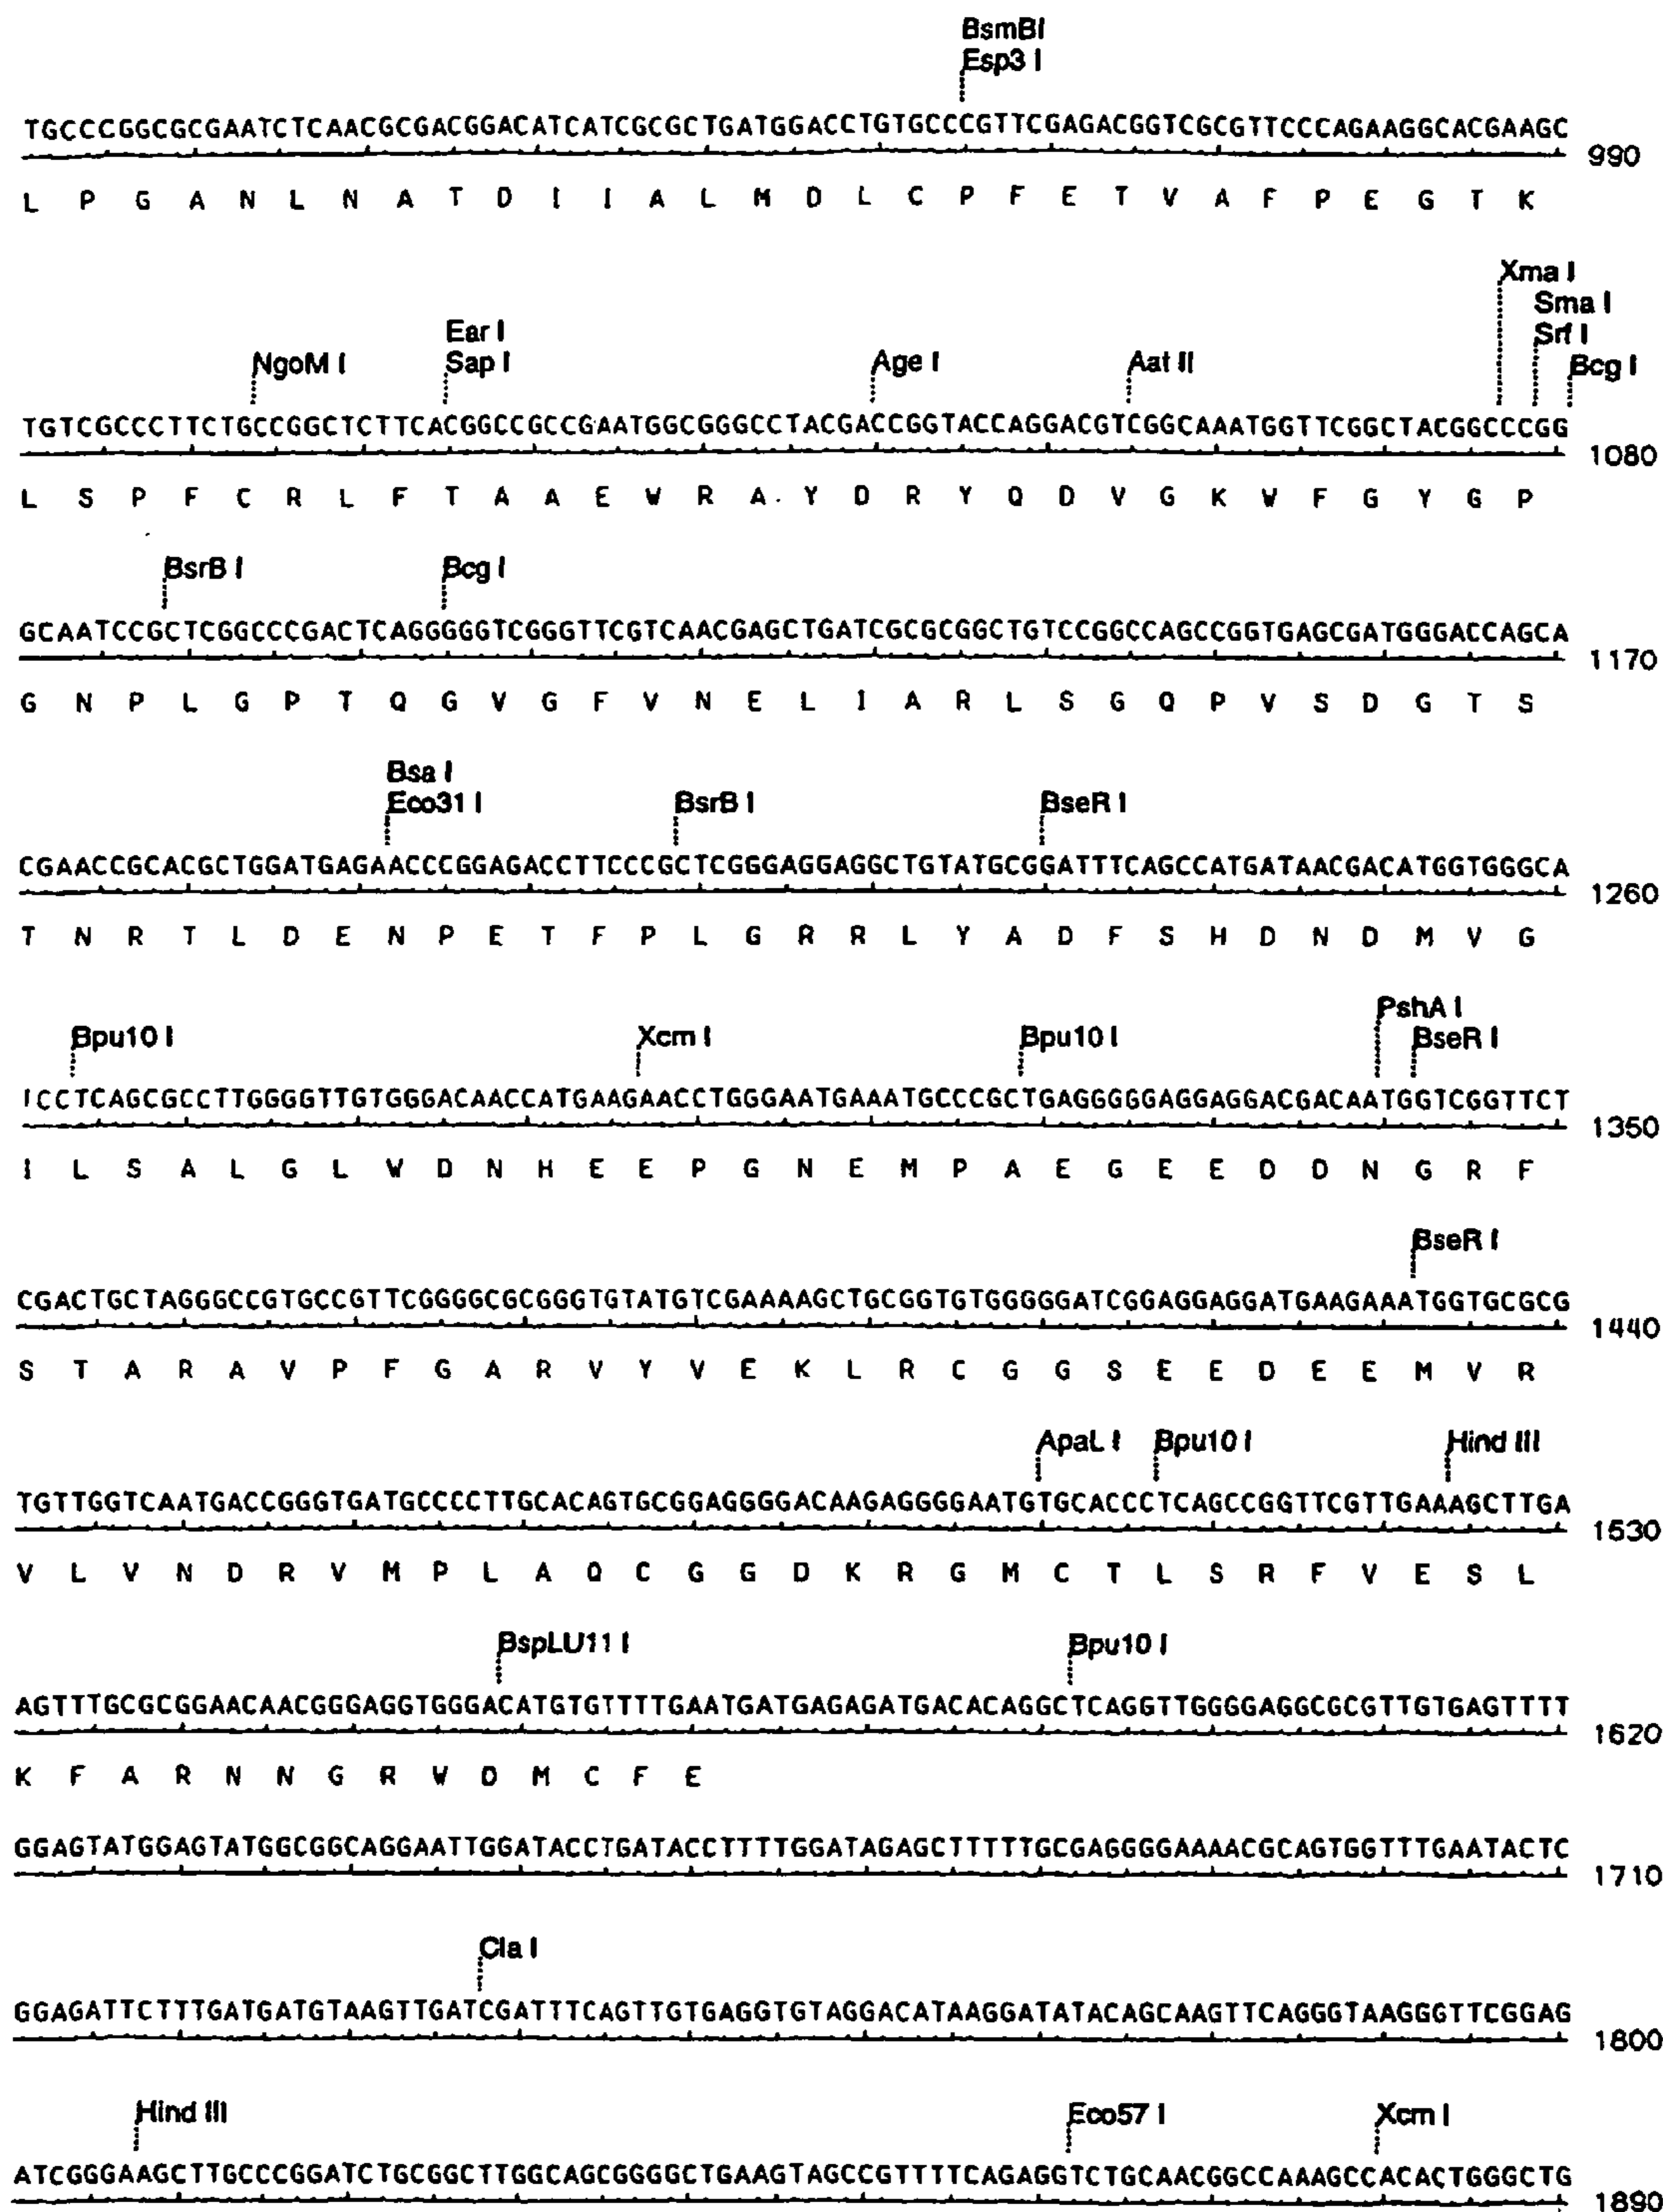 BsmBI
Esp3 I
TGCCCGGCGCGAATCTCAACGCGACGGACATCATCGCGCTGATGGACCTGTGCCCGTTCGAGACGGTCGCGTTCCCAGAAGGCACGAAGC
990
L P G A N L N A T D I I A L M D L C P F E T V A F P E G T K
Xma I
Sma I
Ear I Srf I
NgoM I Sap I Age I Aat II Bcg I
TGTCGCCCTTCTGCCGGCTCTTCACGGCCGCCGAATGGCGGGCCTACGACCGGTACCAGGACGTCGGCAAATGGTTCGGCTACGGCCCGG
1080
L S P F C R L F T A A E W R A Y D R Y Q D V G K W F G Y G P
BsrB I Bcg I
GCAATCCGCTCGGCCCGACTCAGGGGGTCGGGTTCGTCAACGAGCTGATCGCGCGGCTGTCCGGCCAGCCGGTGAGCGATGGGACCAGCA
1170
G N P L G P T Q G V G F V N E L I A R L S G Q P V S D G T S
Bsa I
Eco31 I BsrB I BseR I
CGAACCGCACGCTGGATGAGAACCCGGAGACCTTCCCGCTCGGGAGGAGGCTGTATGCGGATTTCAGCCATGATAACGACATGGTGGGCA
1260
T N R T L D E N P E T F P L G R R L Y A D F S H D N D M V G
PshA I
Bpu10 I Xcm I Bpu10 I BseR I
TCCTCAGCGCCTTGGGGTTGTGGGACAACCATGAAGAACCTGGGAATGAAATGCCCGCTGAGGGGGAGGAGGACGACAATGGTCGGTTCT
1350
I L S A L G L W D N H E E P G N E M P A E G E E D D N G R F
BseR I
CGACTGCTAGGGCCGTGCCGTTCGGGGCGCGGGTGTATGTCGAAAAGCTGCGGTGTGGGGGATCGGAGGAGGATGAAGAAATGGTGCGCG
1440
S T A R A V P F G A R V Y V E K L R C G G S E E D E E M V R
ApaL I Bpu10 I Hind III
TGTTGGTCAATGACCGGGTGATGCCCCTTGCACAGTGCGGAGGGGACAAGAGGGGAATGTGCACCCTCAGCCGGTTCGTTGAAAGCTTGA
1530
V L V N D R V M P L A Q C G G D K R G M C T L S R F V E S L
BspLU11 I Bpu10 I
AGTTTGCGCGGAACAACGGGAGGTGGGACATGTGTTTTGAATGATGAGAGATGACACAGGCTCAGGTTGGGGAGGCGCGTTGTGAGTTTT
1620
K F A R N N G R W D M C F E
GGAGTATGGAGTATGGCGGCAGGAATTGGATACCTGATACCTTTTGGATAGAGCTTTTTGCGAGGGGAAAACGCAGTGGTTTGAATACTC
1710
Cla I
GGAGATTCTTTGATGATGTAAGTTGATCGATTTCAGTTGTGAGGTGTAGGACATAAGGATATACAGCAAGTTCAGGGTAAGGGTTCGGAG
1800
Hind III Eco57 I Xcm I
ATCGGGAAGCTTGCCCGGATCTGCGGCTTGGCAGCGGGGCTGAAGTAGCCGTTTTCAGAGGTCTGCAACGGCCAAAGCCACACTGGGCTG
1890